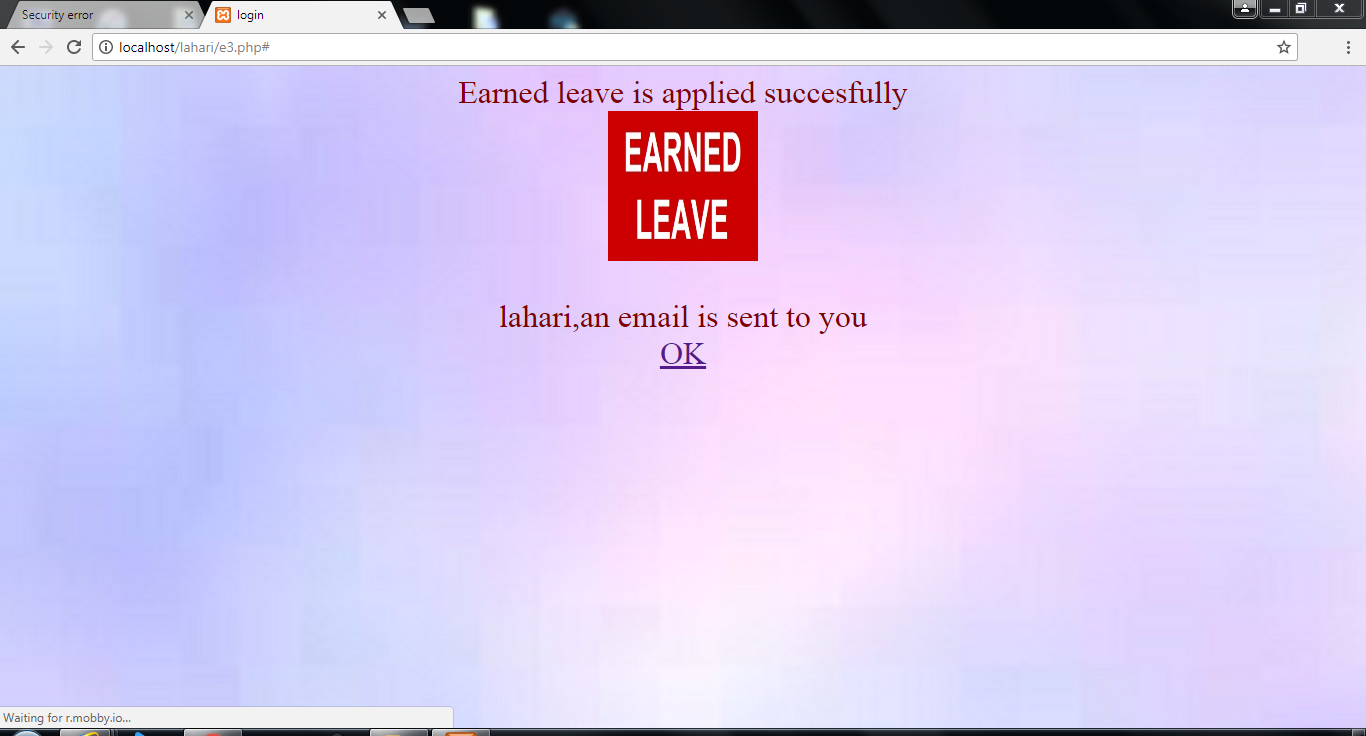 Security error
login
localhost/lahari/e3.php#
Earned leave is applied succesfully
EARNED
LEAVE
lahari,an email is sent to you
OK
Waiting for r.mobby.io...